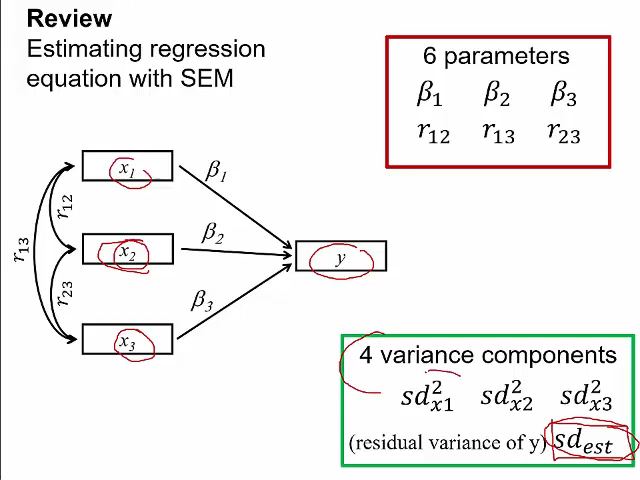 Review
Estimating regression
equation with SEM
6 parameters
β₁ β₂ β₃
r₁₂ r₁₃ r₂₃
x₁
β₁
r₁₂
r₁₃
x₂
β₂
y
r₂₃
β₃
x₃
4 variance components
sd²ₓ₁ sd²ₓ₂ sd²ₓ₃
(residual variance of y) sdₑₛₜ